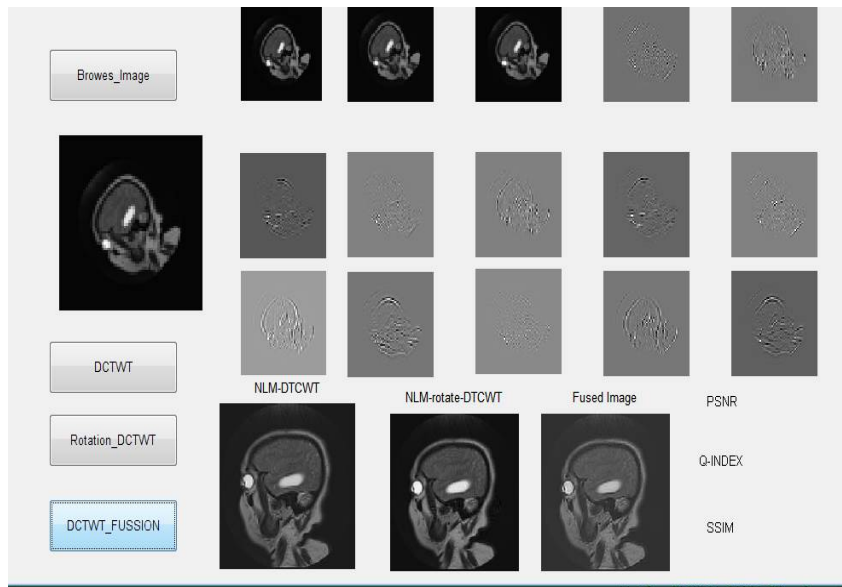 Browes_Image
DCTWT
Rotation_DCTWT
DCTWT_FUSSION
NLM-DTCWT
NLM-rotate-DTCWT
Fused Image
PSNR
Q-INDEX
SSIM